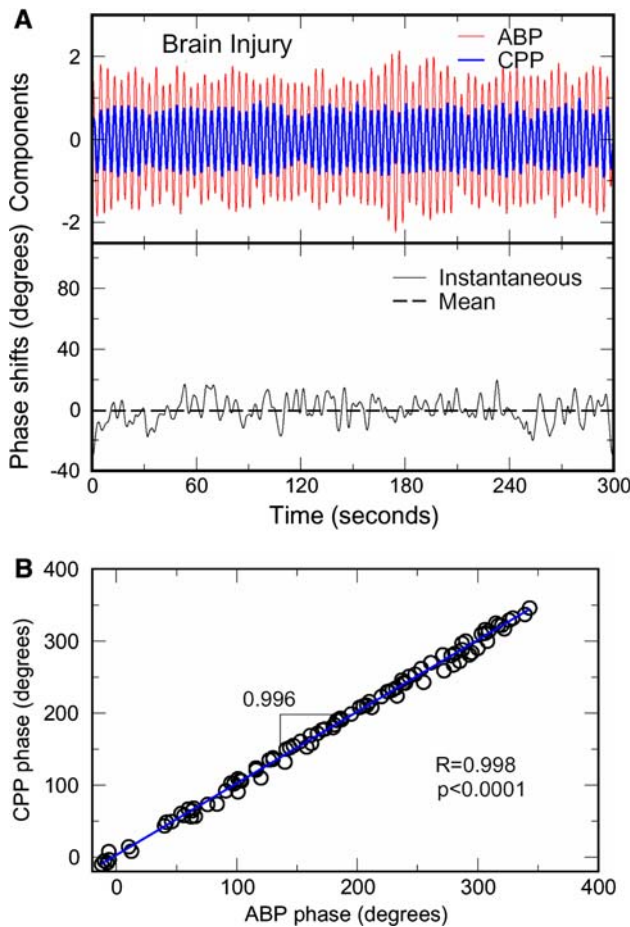 A
Brain Injury
ABP
CPP
2
0
-2
Components
Instantaneous
Mean
80
40
0
-40
Phase shifts (degrees)
0 60 120 180 240 300
Time (seconds)
B
400
300
200
100
0
CPP phase (degrees)
0.996
R=0.998
p<0.0001
0 100 200 300 400
ABP phase (degrees)